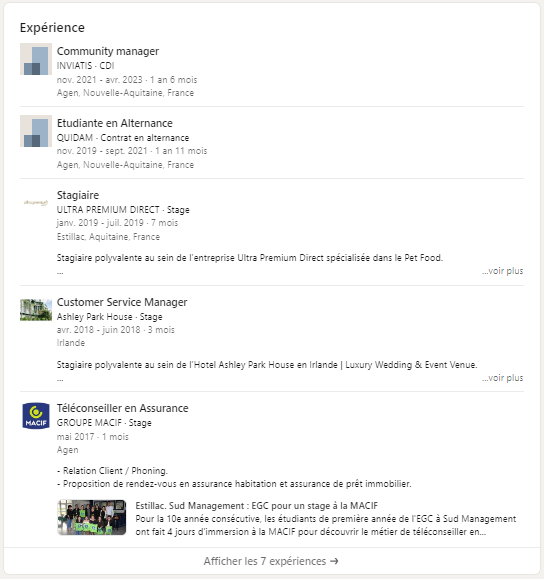 Expérience
Community manager
INVIATIS · CDI
nov. 2021 - avr. 2023 · 1 an 6 mois
Agen, Nouvelle-Aquitaine, France
Etudiante en Alternance
QUIDAM · Contrat en alternance
nov. 2019 - sept. 2021 · 1 an 11 mois
Agen, Nouvelle-Aquitaine, France
Stagiaire
ULTRA PREMIUM DIRECT · Stage
janv. 2019 - juil. 2019 · 7 mois
Estillac, Aquitaine, France
Stagiaire polyvalente au sein de l'entreprise Ultra Premium Direct spécialisée dans le Pet Food.
...
...voir plus
Customer Service Manager
Ashley Park House · Stage
avr. 2018 - juin 2018 · 3 mois
Irlande
Stagiaire polyvalente au sein de l'Hotel Ashley Park House en Irlande | Luxury Wedding & Event Venue.
...
...voir plus
MACIF
Téléconseiller en Assurance
GROUPE MACIF · Stage
mai 2017 · 1 mois
Agen
- Relation Client / Phoning.
- Proposition de rendez-vous en assurance habitation et assurance de prêt immobilier.
Estillac. Sud Management : EGC pour un stage à la MACIF
Pour la 10e année consécutive, les étudiants de première année de l'EGC à Sud Management
ont fait 4 jours d'immersion à la MACIF pour découvrir le métier de téléconseiller en...
Afficher les 7 expériences →